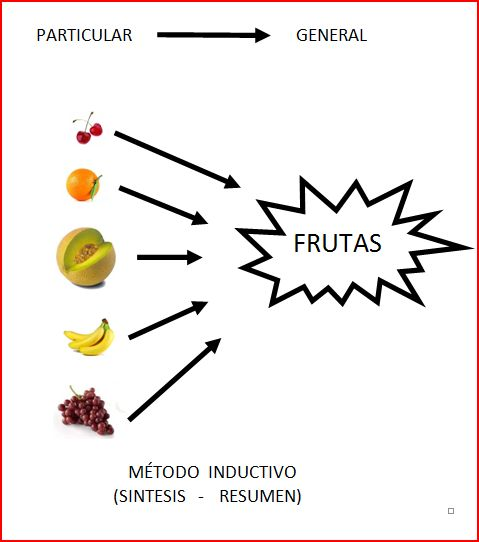 PARTICULAR GENERAL
FRUTAS
MÉTODO INDUCTIVO
(SINTESIS - RESUMEN)